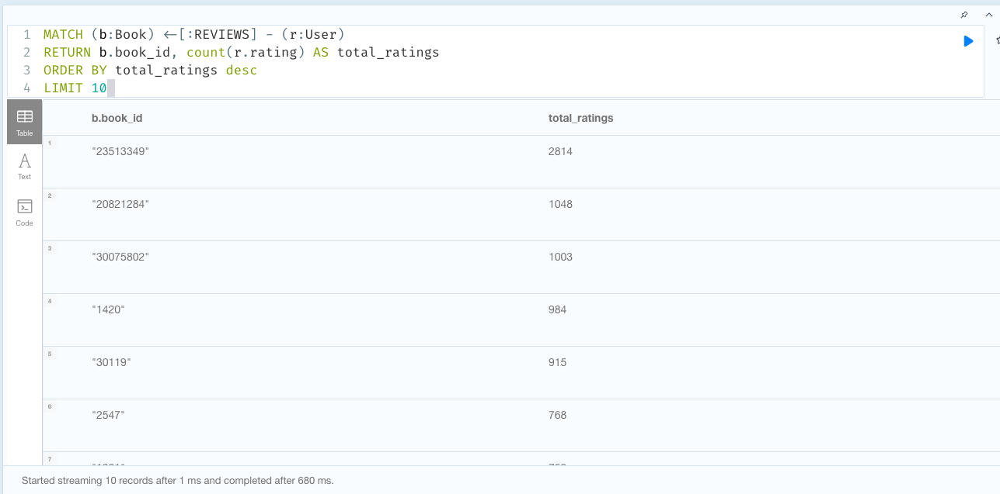 1 MATCH (b:Book) <-[:REVIEWS] - (r:User)
2 RETURN b.book_id, count(r.rating) AS total_ratings
3 ORDER BY total_ratings desc
4 LIMIT 10
Table
Text
Code
b.book_id total_ratings
1 "23513349" 2814
2 "20821284" 1048
3 "30075802" 1003
4 "1420" 984
5 "30119" 915
6 "2547" 768
7
Started streaming 10 records after 1 ms and completed after 680 ms.